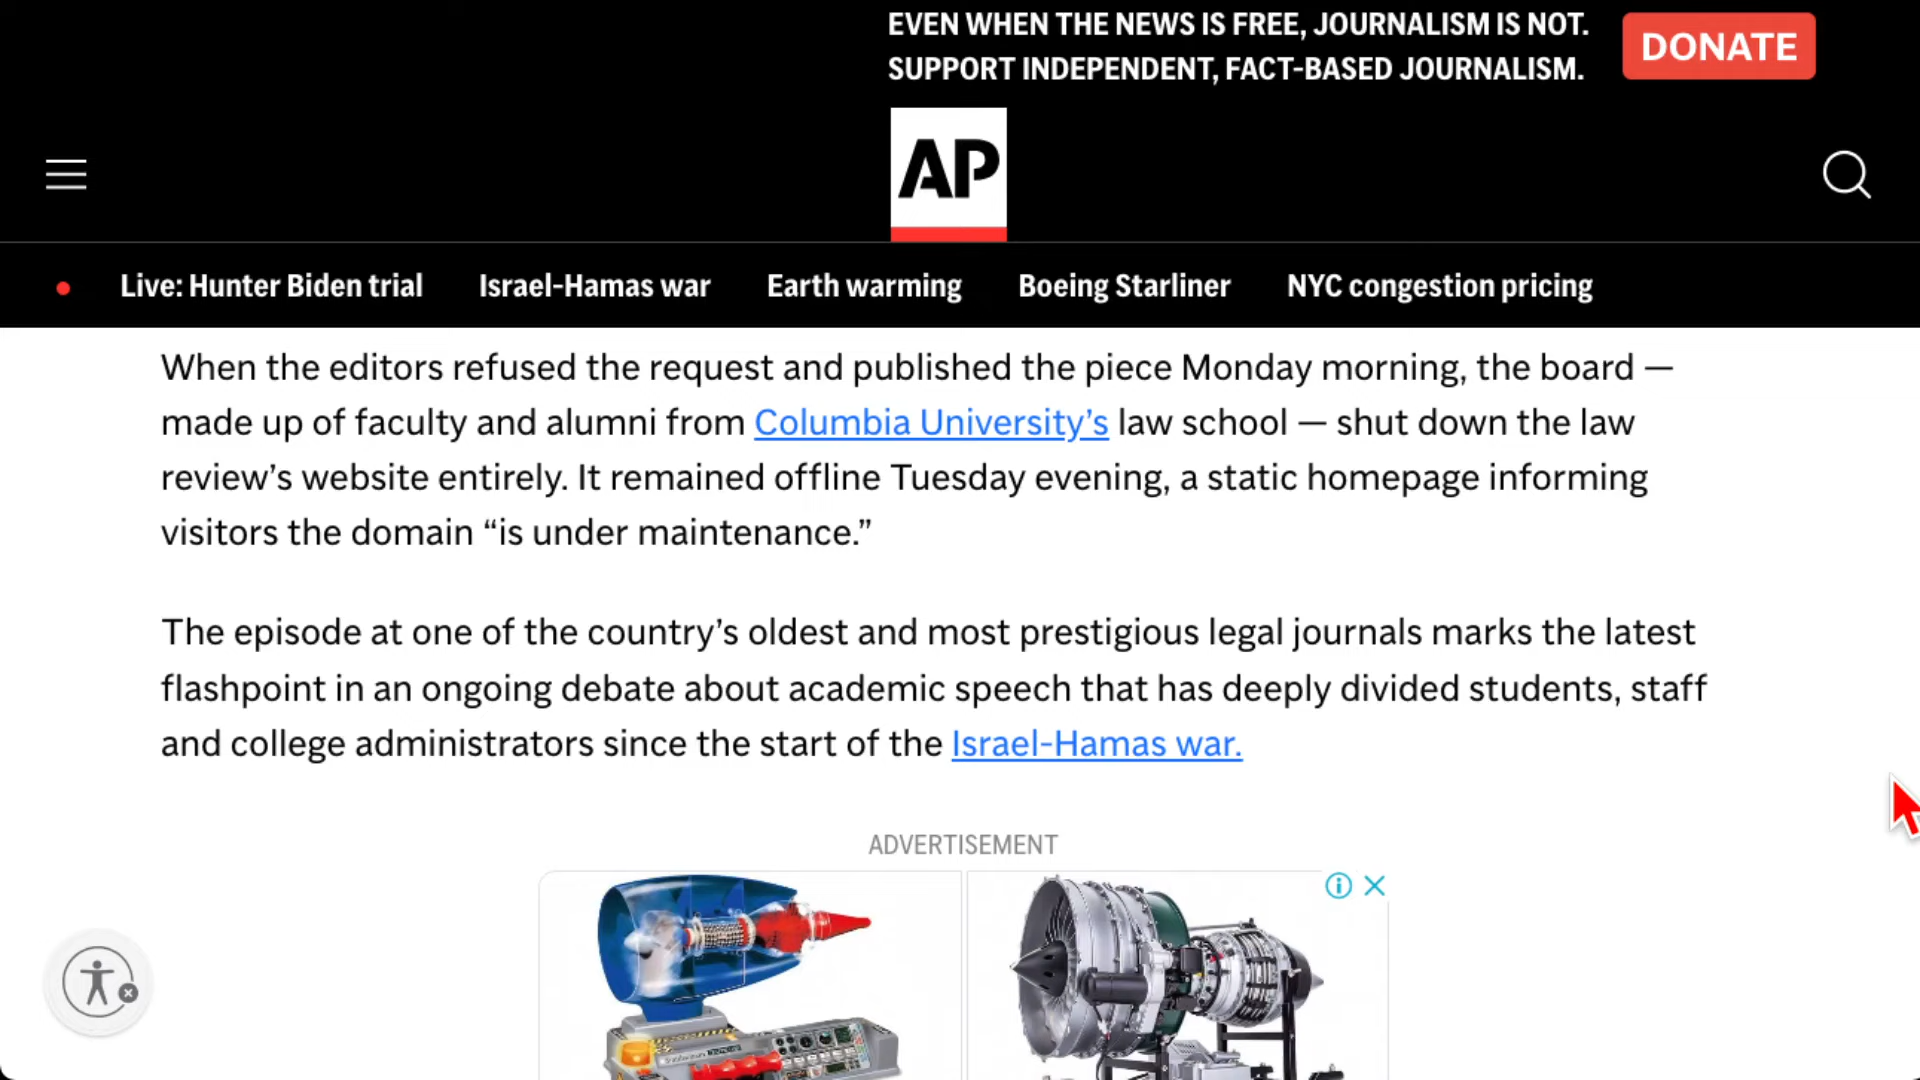 EVEN WHEN THE NEWS IS FREE, JOURNALISM IS NOT.
SUPPORT INDEPENDENT, FACT-BASED JOURNALISM.
DONATE
AP
Live: Hunter Biden trial
Israel-Hamas war
Earth warming
Boeing Starliner
NYC congestion pricing
When the editors refused the request and published the piece Monday morning, the board —
made up of faculty and alumni from Columbia University’s law school — shut down the law
review’s website entirely. It remained offline Tuesday evening, a static homepage informing
visitors the domain “is under maintenance.”
The episode at one of the country’s oldest and most prestigious legal journals marks the latest
flashpoint in an ongoing debate about academic speech that has deeply divided students, staff
and college administrators since the start of the Israel-Hamas war.
ADVERTISEMENT